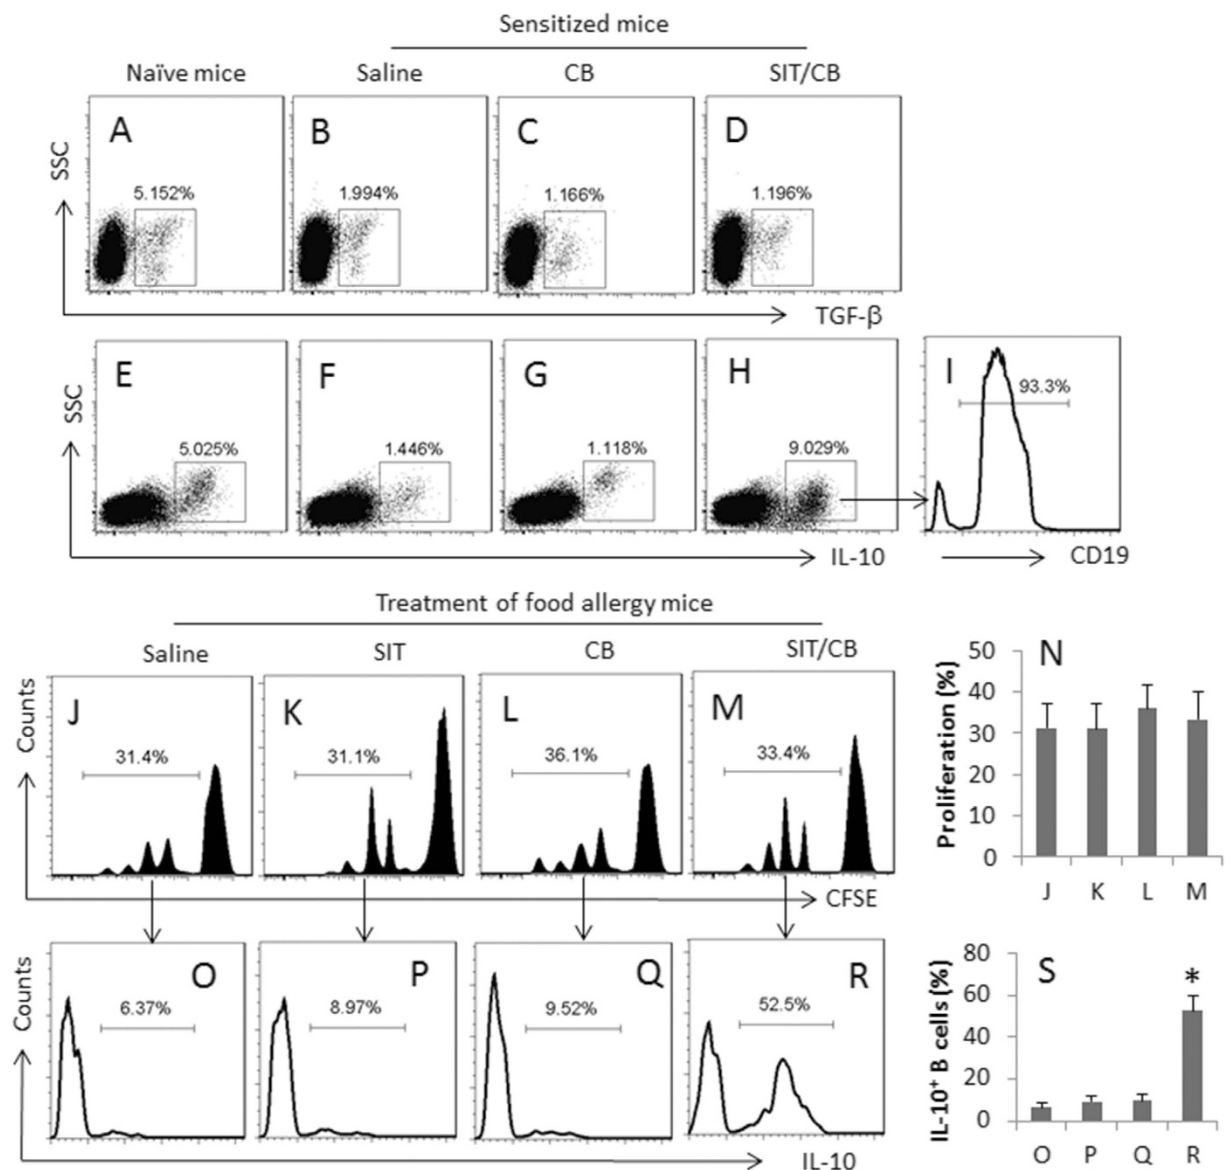 Sensitized mice
Naïve mice Saline CB SIT/CB
SSC
A B C D
5.152% 1.994% 1.166% 1.196%
TGF-β
SSC
E F G H I
93.3%
5.025% 1.446% 1.118% 9.029%
IL-10 CD19
Treatment of food allergy mice
Saline SIT CB SIT/CB
Counts
J K L M
31.4% 31.1% 36.1% 33.4%
CFSE
Proliferation (%)
50 N
40
30
20
10
0
J K L M
Counts
O P Q R
6.37% 8.97% 9.52% 52.5%
IL-10
IL-10⁺ B cells (%)
80 S
60 *
40
20
0
O P Q R